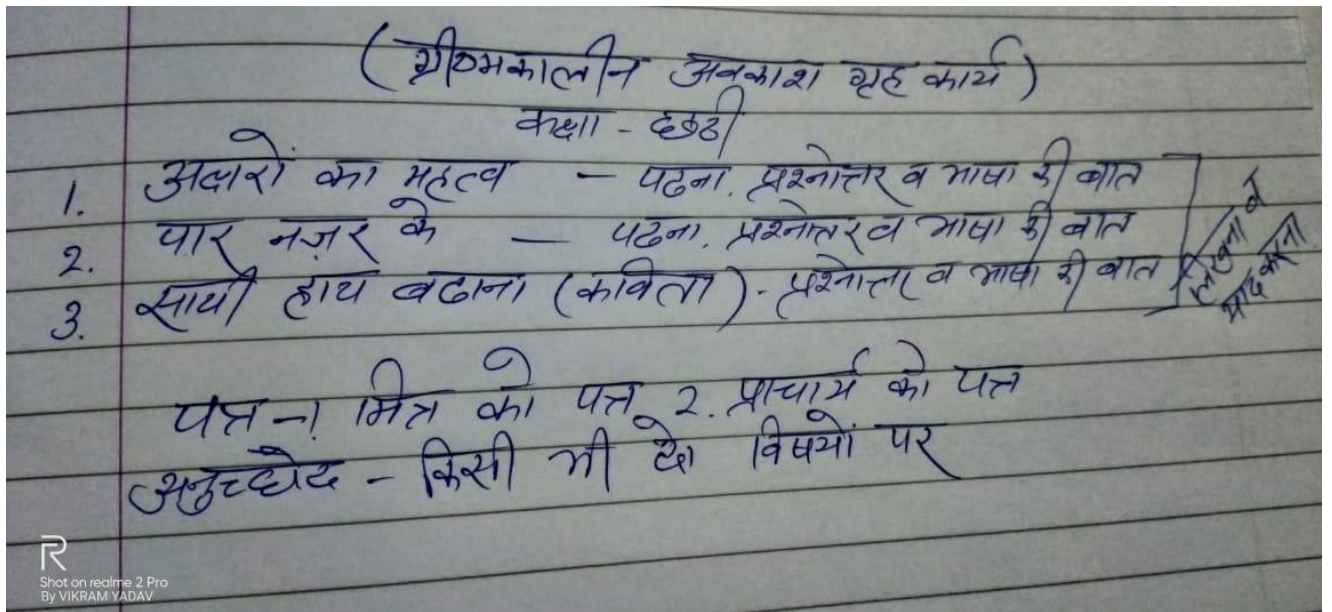 (ग्रीष्मकालीन अवकाश गृह कार्य)
कक्षा - छठी
1. अक्षरों का महत्व - पढना, प्रश्नोत्तर व भाषा की बात
2. पार नज़र के - पढना, प्रश्नोत्तर व भाषा की बात
3. साथी हाथ बढाना (कविता). प्रश्नोत्तर व भाषा की बात
लिखना व
याद करना
पत्र -1 मित्र को पत्र 2. प्राचार्य को पत्र
अनुच्छेद - किसी भी दो विषयों पर
R
Shot on realme 2 Pro
By VIKRAM YADAV